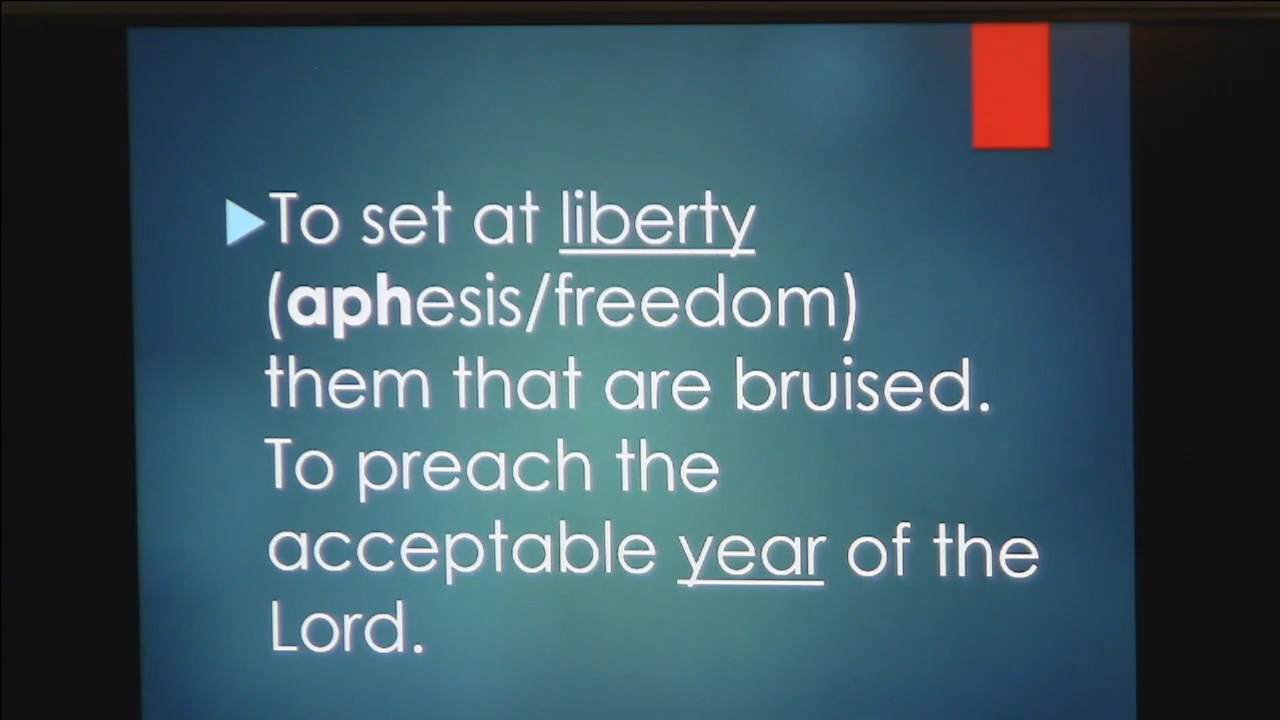 To set at liberty
(aphesis/freedom)
them that are bruised.
To preach the
acceptable year of the
Lord.